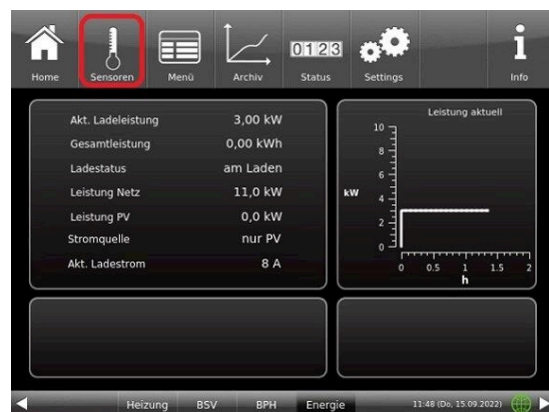 Home Sensoren Menü Archiv Status Settings Info
0123
Akt. Ladeleistung 3,00 kW
Gesamtleistung 0,00 kWh
Ladestatus am Laden
Leistung Netz 11,0 kW
Leistung PV 0,0 kW
Stromquelle nur PV
Akt. Ladestrom 8 A
Leistung aktuell
10
8
6
kW
4
2
0
0 0.5 1 1.5 2
h
Heizung BSV BPH Energie 11:48 (Do, 15.09.2022)